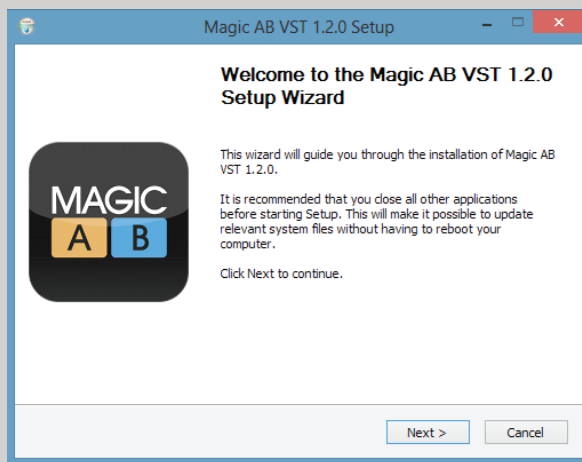 Magic AB VST 1.2.0 Setup
Welcome to the Magic AB VST 1.2.0
Setup Wizard
This wizard will guide you through the installation of Magic AB
VST 1.2.0.
It is recommended that you close all other applications
before starting Setup. This will make it possible to update
relevant system files without having to reboot your
computer.
Click Next to continue.
MAGIC
A B
Next > Cancel